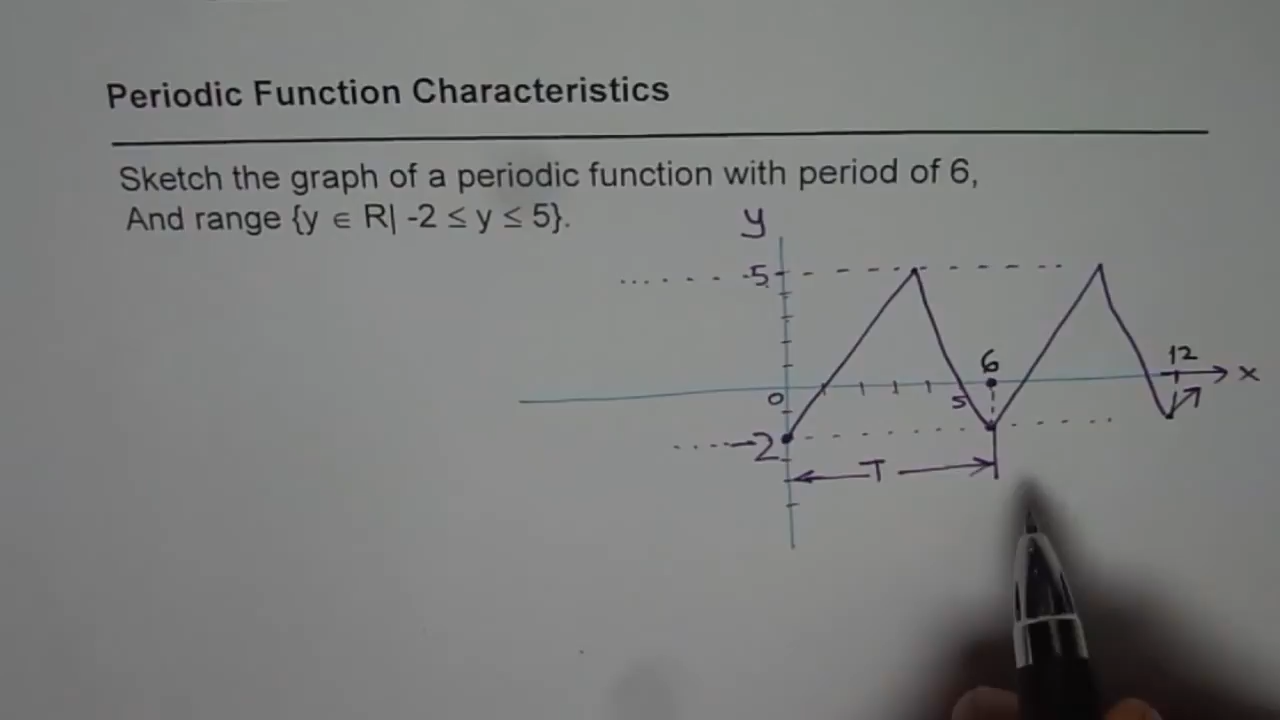 Periodic Function Characteristics
Sketch the graph of a periodic function with period of 6,
And range {y ∈ R| -2 ≤ y ≤ 5}.
y
5
12
6
x
0
5
-2
T